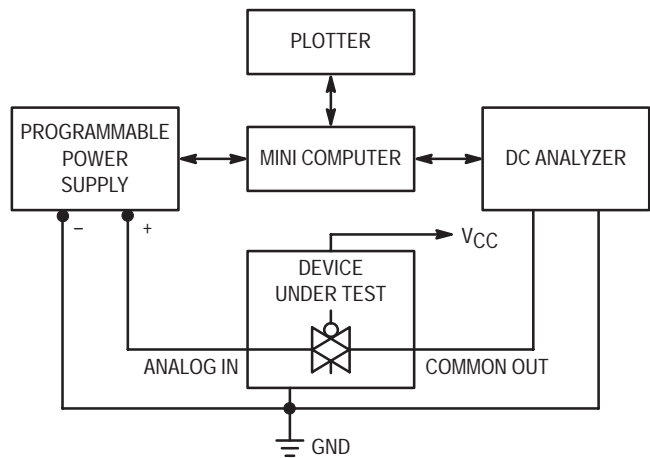 PLOTTER
PROGRAMMABLE
POWER
SUPPLY
MINI COMPUTER
DC ANALYZER
– +
VCC
DEVICE
UNDER TEST
ANALOG IN
COMMON OUT
GND